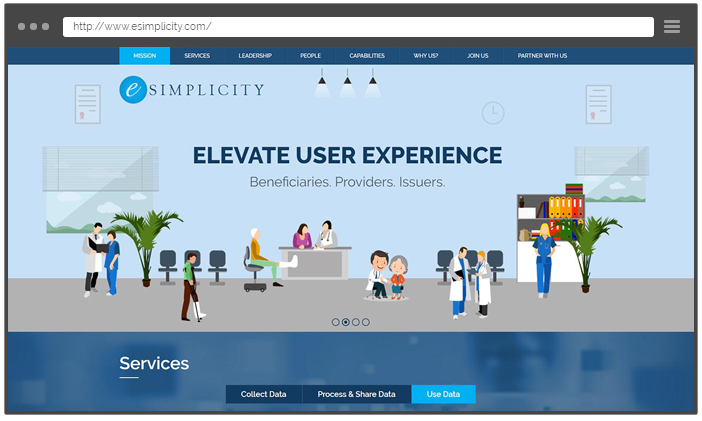 http://www.esimplicity.com/
MISSION SERVICES LEADERSHIP PEOPLE CAPABILITIES WHY US? JOIN US PARTNER WITH US
eSIMPLICITY
ELEVATE USER EXPERIENCE
Beneficiaries. Providers. Issuers.
Services
Collect Data Process & Share Data Use Data